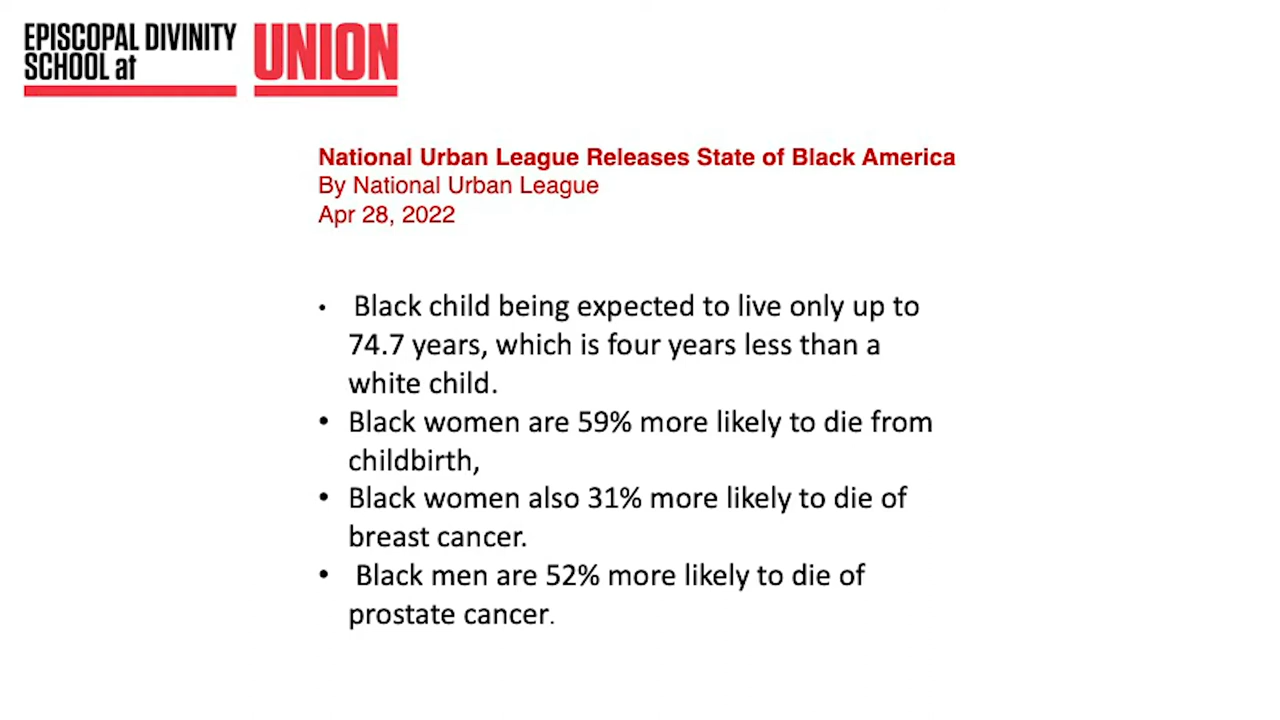 EPISCOPAL DIVINITY
SCHOOL at
UNION
National Urban League Releases State of Black America
By National Urban League
Apr 28, 2022
• Black child being expected to live only up to
74.7 years, which is four years less than a
white child.
• Black women are 59% more likely to die from
childbirth,
• Black women also 31% more likely to die of
breast cancer.
• Black men are 52% more likely to die of
prostate cancer.